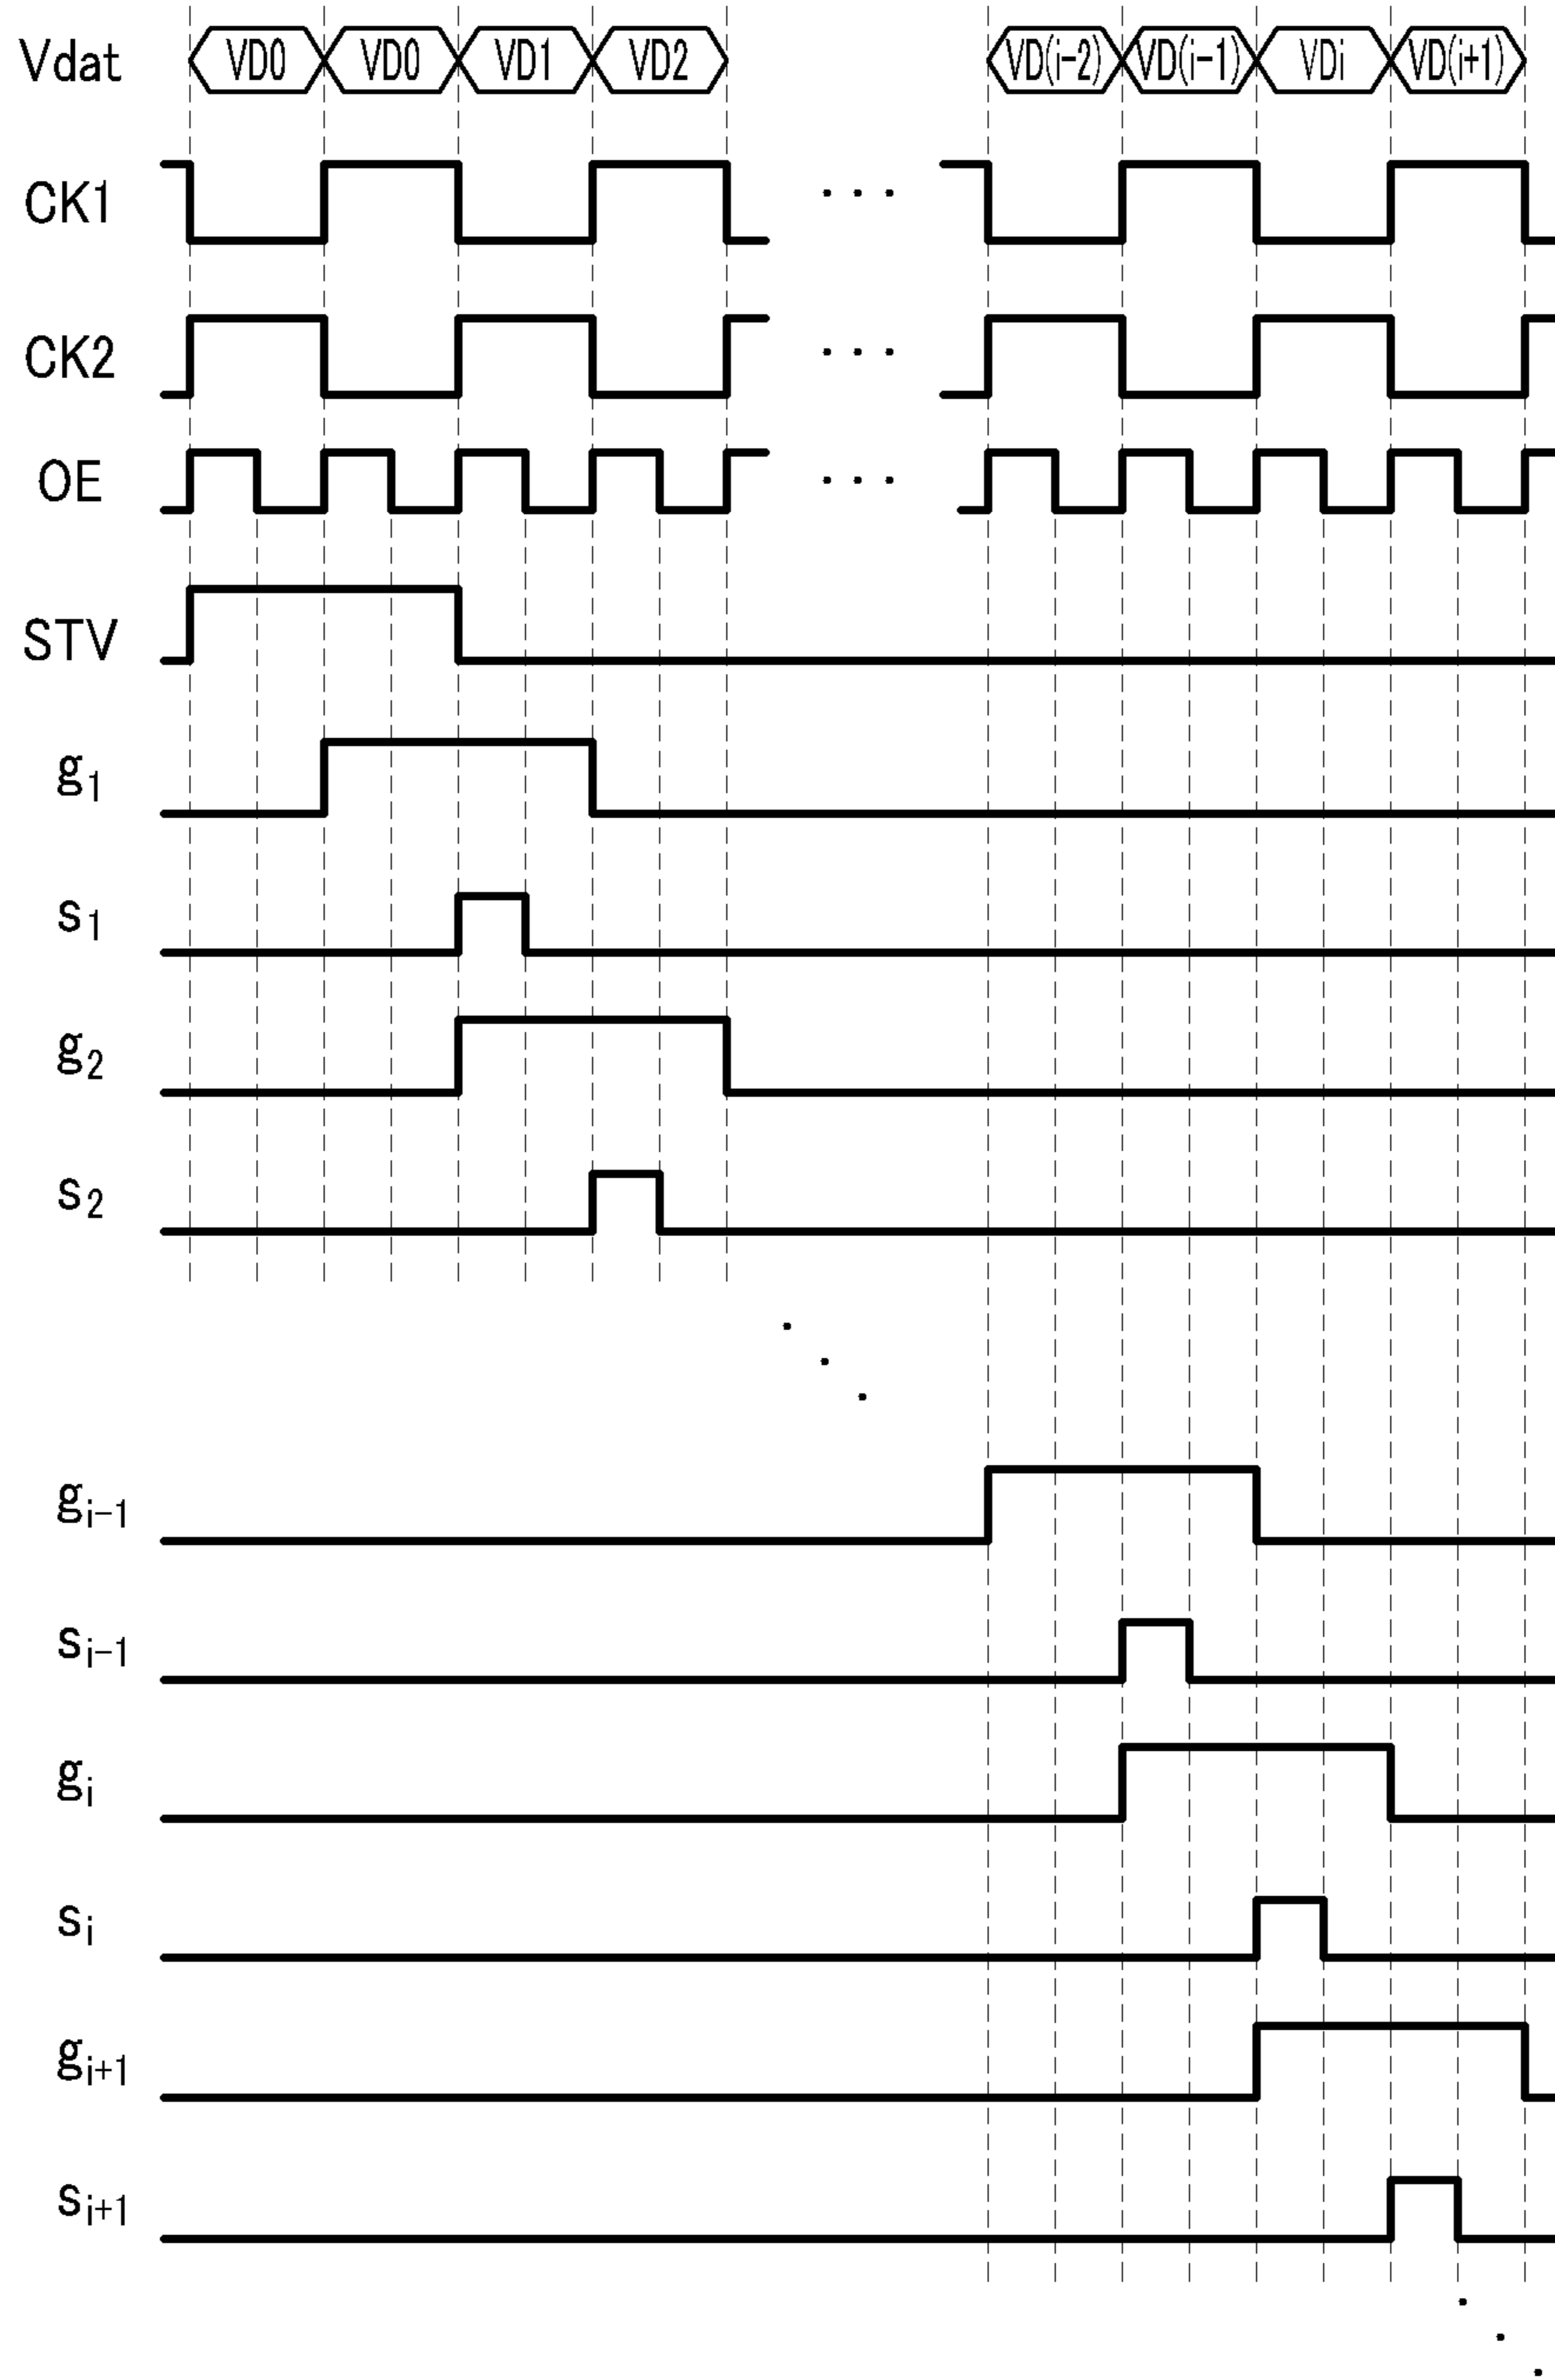 Vdat VD0 VD0 VD1 VD2 VD(i-2) VD(i-1) VDi VD(i+1)
CK1 . . .
CK2 . . .
OE . . .
STV
g1
s1
g2
s2
gi-1
si-1
gi
si
gi+1
si+1